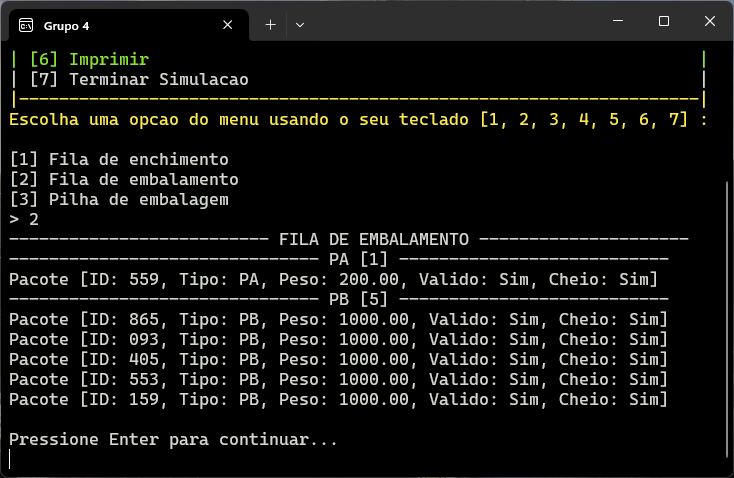 Grupo 4
| [6] Imprimir |
| [7] Terminar Simulacao |
|--------------------------------------------------------------------|
Escolha uma opcao do menu usando o seu teclado [1, 2, 3, 4, 5, 6, 7] :
[1] Fila de enchimento
[2] Fila de embalamento
[3] Pilha de embalagem
> 2
-------------------------- FILA DE EMBALAMENTO ---------------------
------------------------------- PA [1] ---------------------------
Pacote [ID: 559, Tipo: PA, Peso: 200.00, Valido: Sim, Cheio: Sim]
------------------------------- PB [5] ---------------------------
Pacote [ID: 865, Tipo: PB, Peso: 1000.00, Valido: Sim, Cheio: Sim]
Pacote [ID: 093, Tipo: PB, Peso: 1000.00, Valido: Sim, Cheio: Sim]
Pacote [ID: 405, Tipo: PB, Peso: 1000.00, Valido: Sim, Cheio: Sim]
Pacote [ID: 553, Tipo: PB, Peso: 1000.00, Valido: Sim, Cheio: Sim]
Pacote [ID: 159, Tipo: PB, Peso: 1000.00, Valido: Sim, Cheio: Sim]
Pressione Enter para continuar...